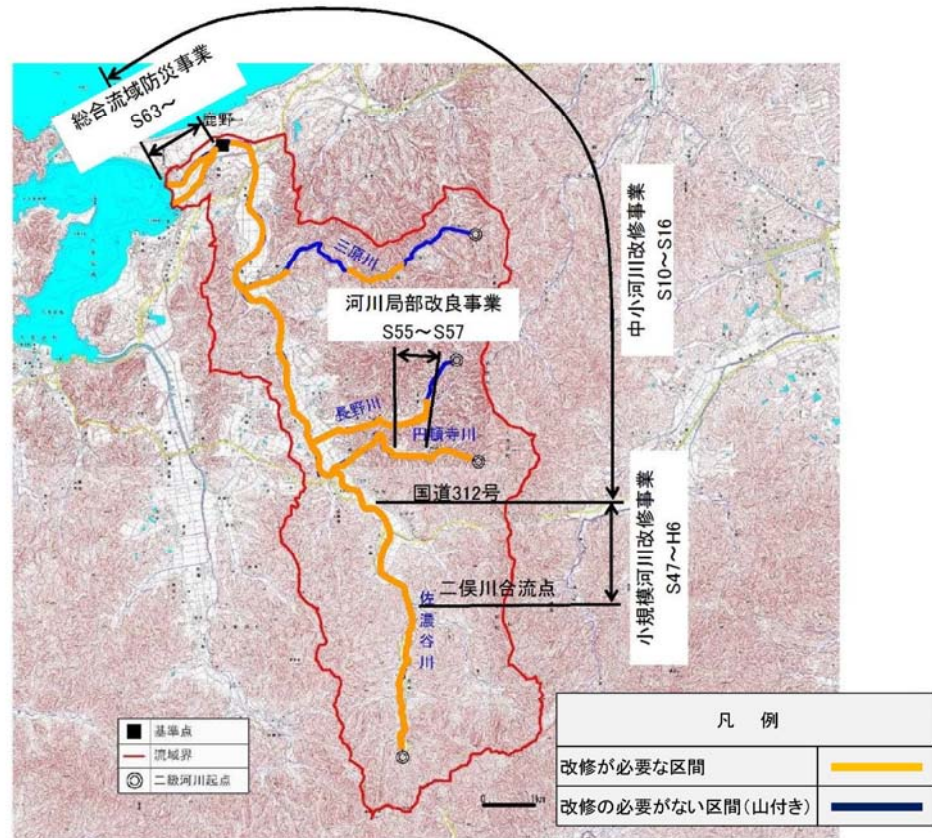 総合流域防災事業
S63～
鹿野
中小河川改修事業
S10～S16
三原川
河川局部改良事業
S55～S57
長野川
円頓寺川
国道312号
小規模河川改修事業
S47～H6
二俣川合流点
佐濃谷川
基準点
流域界
二級河川起点
0 1km
凡 例
改修が必要な区間
改修の必要がない区間(山付き)